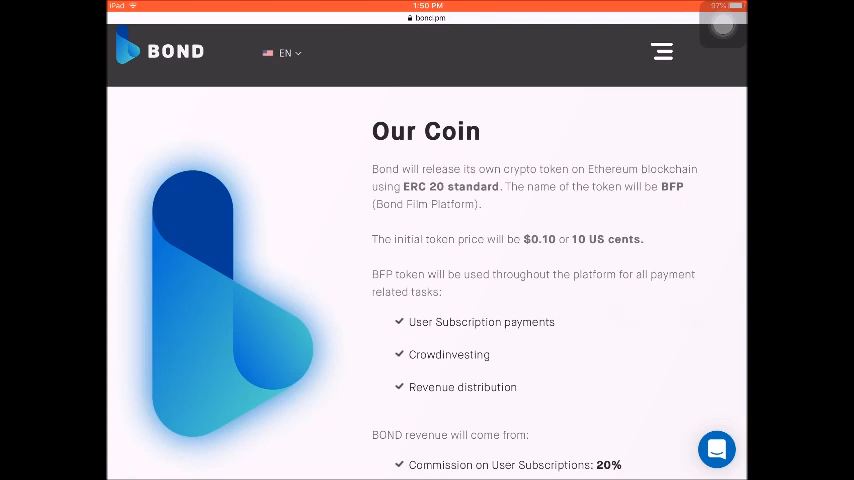 iPad
1:50 PM
97%
bond.pm
BOND
EN
Our Coin
Bond will release its own crypto token on Ethereum blockchain
using ERC 20 standard. The name of the token will be BFP
(Bond Film Platform).
The initial token price will be $0.10 or 10 US cents.
BFP token will be used throughout the platform for all payment
related tasks:
User Subscription payments
Crowdinvesting
Revenue distribution
BOND revenue will come from:
Commission on User Subscriptions: 20%